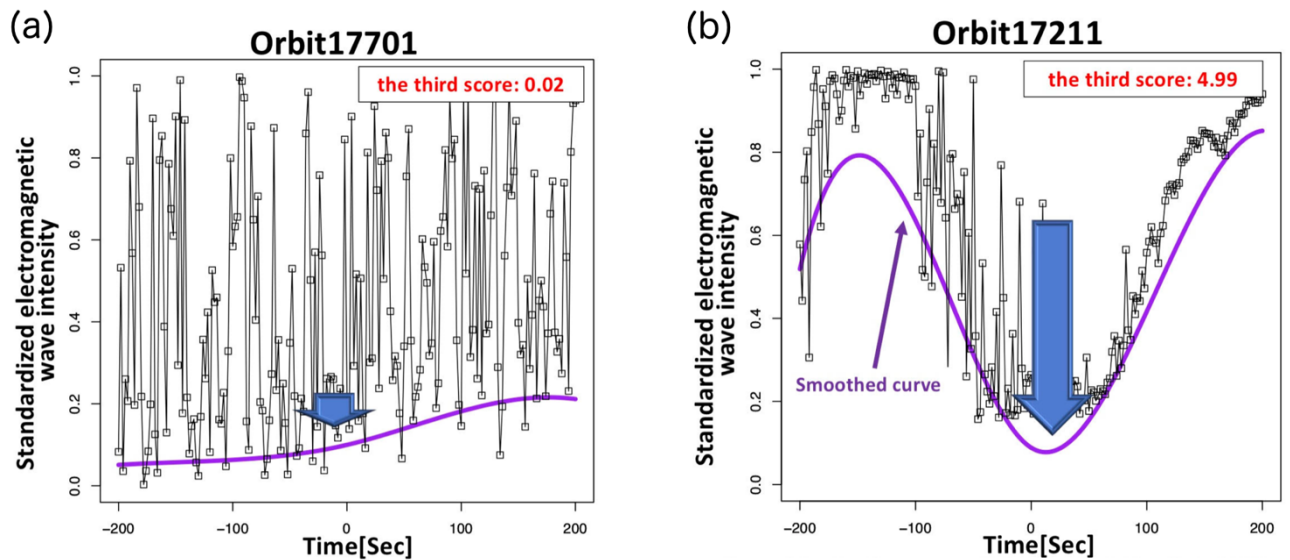 (a)
Orbit17701
the third score: 0.02
Standardized electromagnetic
wave intensity
1.0
0.8
0.6
0.4
0.2
0.0
-200
-100
0
100
200
Time[Sec]
(b)
Orbit17211
the third score: 4.99
Standardized electromagnetic
wave intensity
1.0
0.8
0.6
0.4
0.2
0.0
Smoothed curve
-200
-100
0
100
200
Time[Sec]